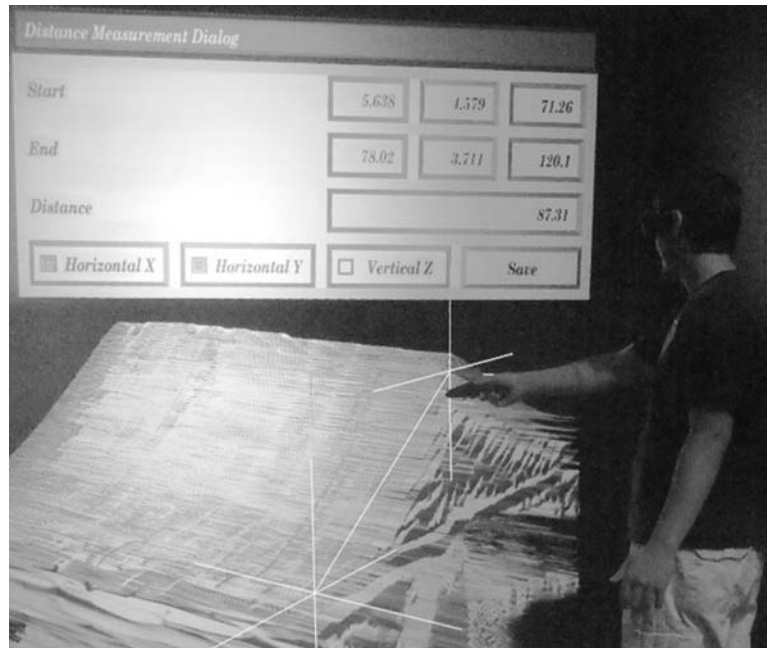 Distance Measurement Dialog
Start 5.638 4.579 71.26
End 78.02 3.711 120.1
Distance 87.31
Horizontal X Horizontal Y Vertical Z Save